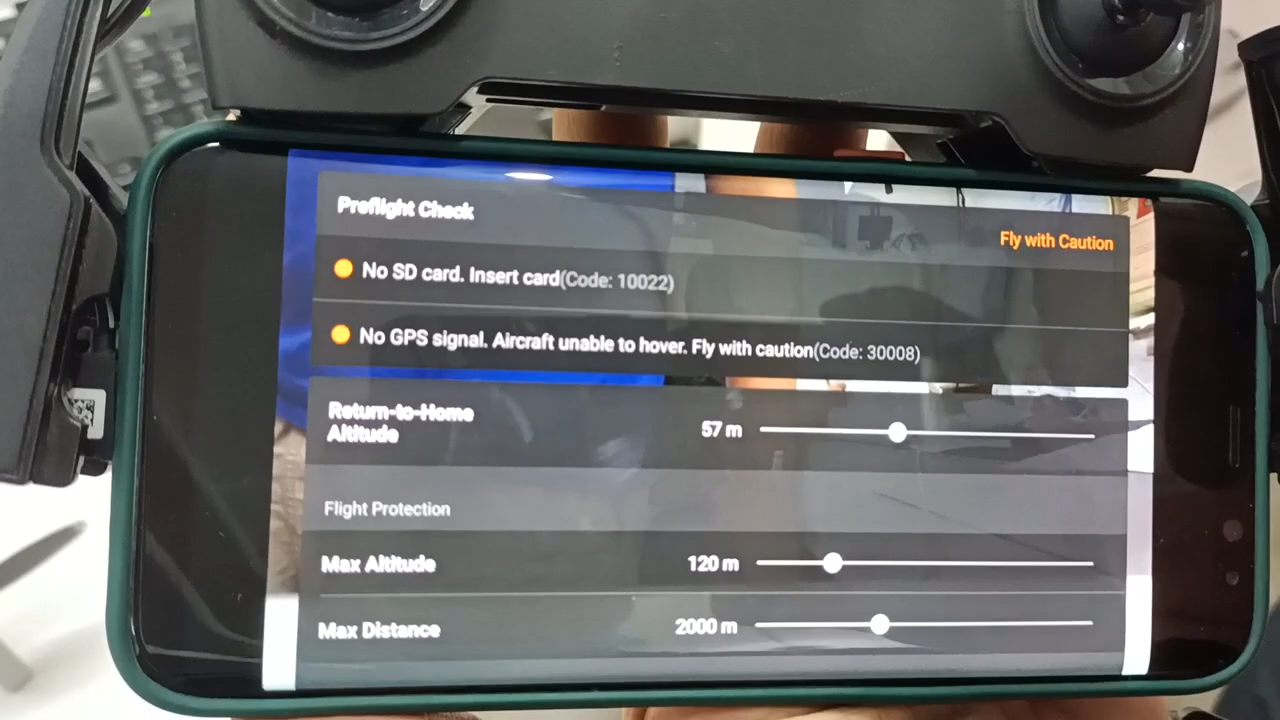 Preflight Check
Fly with Caution
No SD card. Insert card(Code: 10022)
No GPS signal. Aircraft unable to hover. Fly with caution(Code: 30008)
Return-to-Home
Altitude
57 m
Flight Protection
Max Altitude
120 m
Max Distance
2000 m